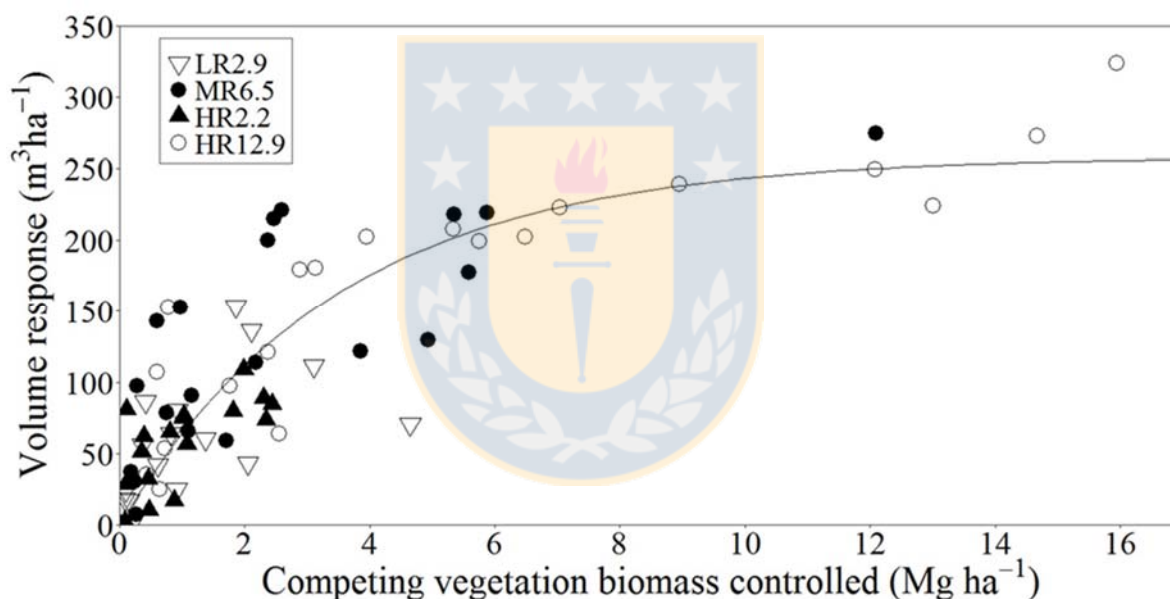 350
300
250
200
150
100
50
0
Volume response (m³ha⁻¹)
LR2.9
MR6.5
HR2.2
HR12.9
0 2 4 6 8 10 12 14 16
Competing vegetation biomass controlled (Mg ha⁻¹)